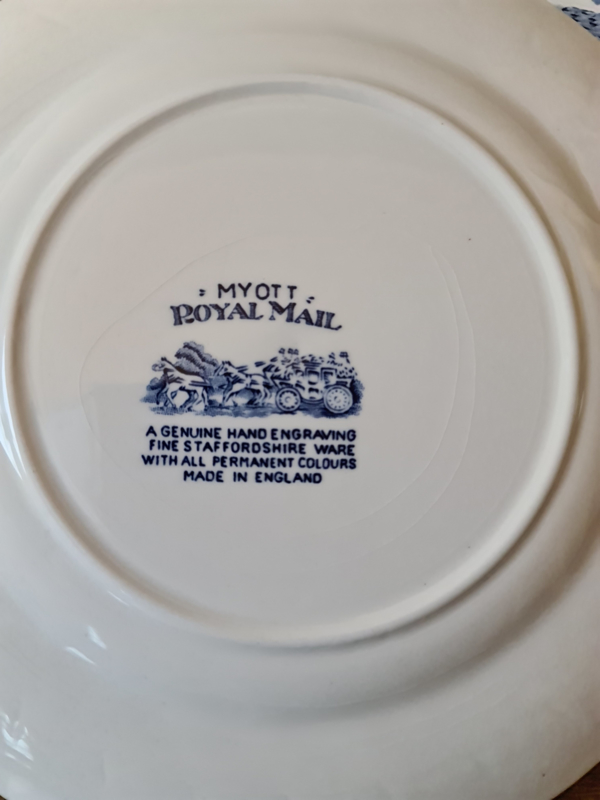 MYOTT
ROYAL MAIL
A GENUINE HAND ENGRAVING
FINE STAFFORDSHIRE WARE
WITH ALL PERMANENT COLOURS
MADE IN ENGLAND